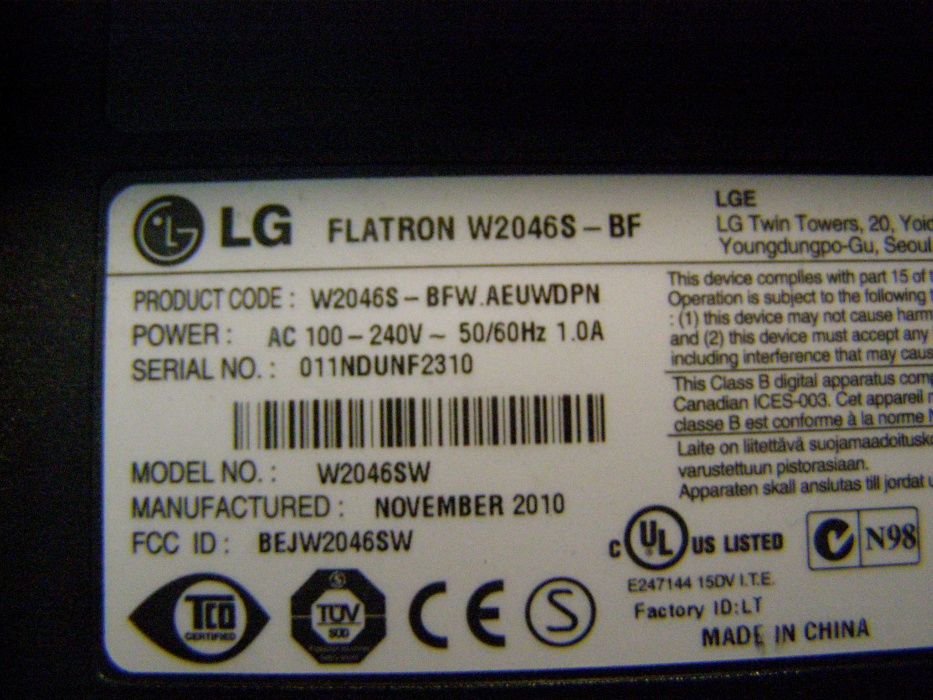 LG FLATRON W2046S-BF
PRODUCT CODE : W2046S-BFW.AEUWDPN
POWER : AC 100-240V~ 50/60Hz 1.0A
SERIAL NO. : 011NDUNF2310
MODEL NO. : W2046SW
MANUFACTURED : NOVEMBER 2010
FCC ID : BEJW2046SW
TCO
CERTIFIED
TÜV
SÜD
CE
S
LGE
LG Twin Towers, 20,
Youngdungpo-Gu, Seoul
This device complies with part 15 of
Operation is subject to the following
: (1) this device may not cause
and (2) this device must accept any
including interference that may
This Class B digital apparatus
Canadian ICES-003. Cet appareil
classe B est conforme à la norme
Laite on liitettävä
varustettuun pistorasiaan.
Apparaten skall anslutas till jordat
c UL US LISTED
N98
E247144 15DV I.T.E.
Factory ID:LT
MADE IN CHINA